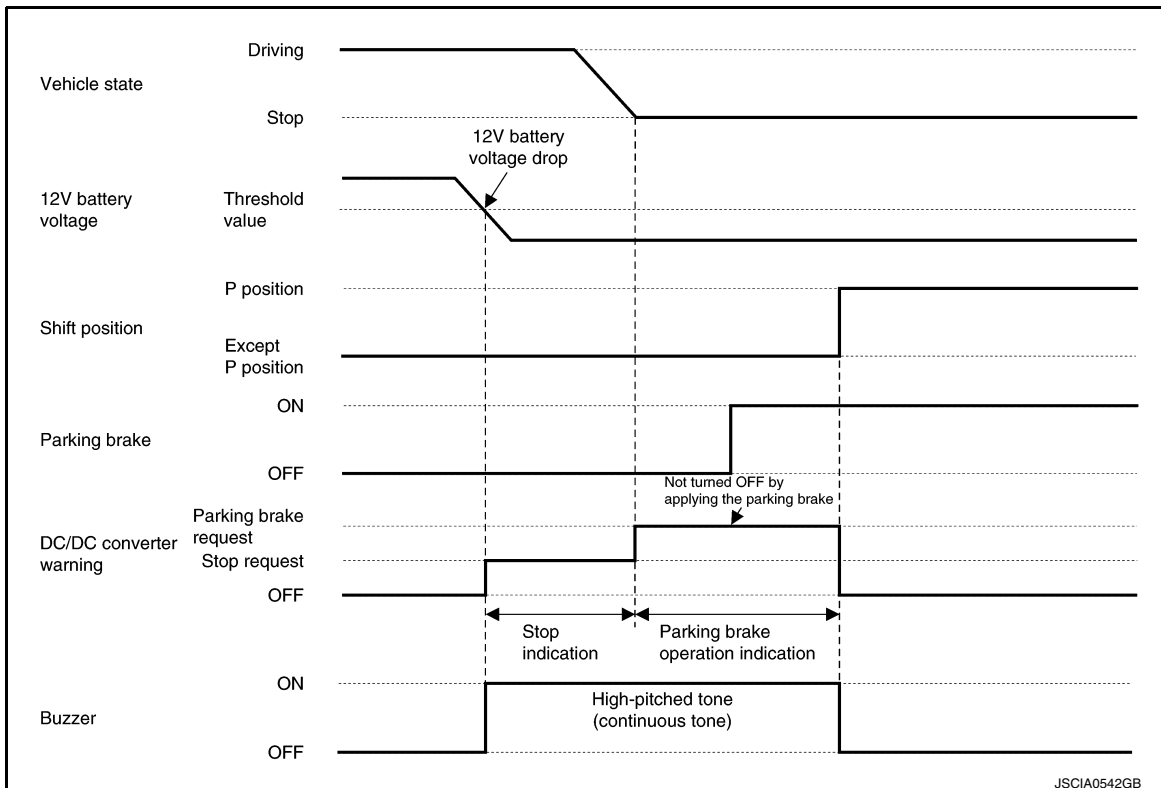 Driving
Vehicle state
Stop
12V battery
voltage drop
12V battery
voltage
Threshold
value
P position
Shift position
Except
P position
ON
Parking brake
OFF
Not turned OFF by
applying the parking brake
Parking brake
request
DC/DC converter
warning
Stop request
OFF
Stop
indication
Parking brake
operation indication
ON
High-pitched tone
(continuous tone)
Buzzer
OFF
JSCIA0542GB